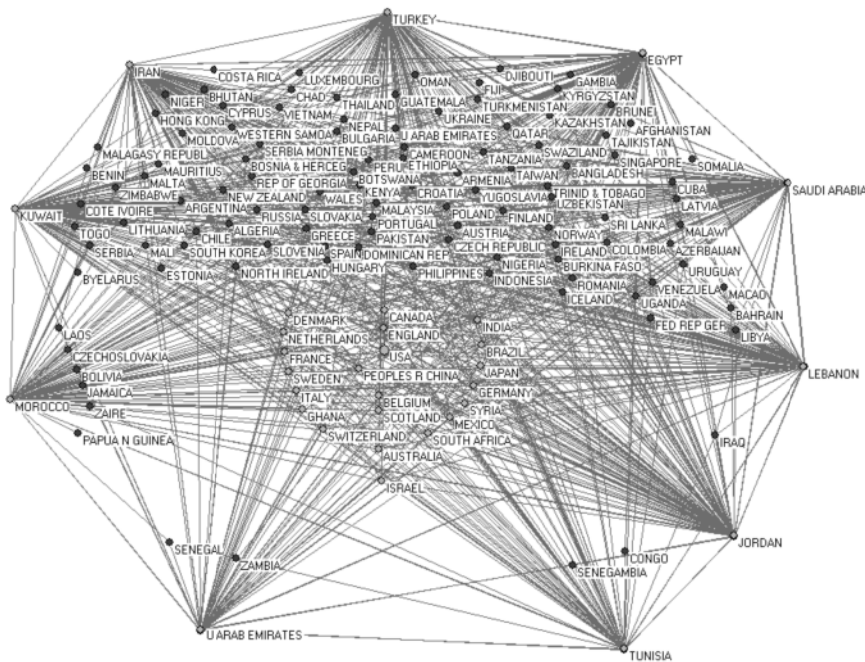 TURKEY
EGYPT
IRAN
COSTA RICA
LUXEMBOURG
OMAN
DJIBOUTI
GAMBIA
FIJI
KYRGYZSTAN
NIGER
BHUTAN
CHAD
THAILAND
GUATEMALA
TURKMENISTAN
BRUNEI
HONG KONG
CYPRUS
VIETNAM
UKRAINE
KAZAKHSTAN
AFGHANISTAN
MOLDOVA
WESTERN SAMOA
NEPAL
BULGARIA
U ARAB EMIRATES
QATAR
TAJIKISTAN
MALAGASY REPUBL
SERBIA MONTENEG
CAMEROON
SWAZILAND
SINGAPORE
SOMALIA
BENIN
MAURITIUS
BOSNIA & HERCEG
PERU
ETHIOPIA
TANZANIA
BANGLADESH
MALTA
REP OF GEORGIA
BOTSWANA
ARMENIA
TAIWAN
ZIMBABWE
NEW ZEALAND
WALES
KENYA
CROATIA
YUGOSLAVIA
TRINID & TOBAGO
CUBA
SAUDI ARABIA
KUWAIT
COTE IVOIRE
ARGENTINA
RUSSIA
SLOVAKIA
MALAYSIA
POLAND
FINLAND
UZBEKISTAN
LATVIA
TOGO
LITHUANIA
ALGERIA
GREECE
PORTUGAL
AUSTRIA
NORWAY
SRI LANKA
MALAWI
SERBIA
MALI
CHILE
SOUTH KOREA
SLOVENIA
SPAIN
PAKISTAN
DOMINICAN REP
CZECH REPUBLIC
IRELAND
COLOMBIA
AZERBAIJAN
BYELARUS
ESTONIA
NORTH IRELAND
HUNGARY
PHILIPPINES
NIGERIA
INDONESIA
BURKINA FASO
ROMANIA
ICELAND
URUGUAY
VENEZUELA
UGANDA
MACAO
BAHRAIN
FED REP GER
LIBYA
LAOS
DENMARK
CANADA
INDIA
CZECHOSLOVAKIA
NETHERLANDS
ENGLAND
BOLIVIA
FRANCE
USA
BRAZIL
LEBANON
JAMAICA
SWEDEN
PEOPLES R CHINA
JAPAN
MOROCCO
ZAIRE
ITALY
BELGIUM
GERMANY
GHANA
SCOTLAND
SYRIA
MEXICO
PAPUA N GUINEA
SWITZERLAND
SOUTH AFRICA
IRAQ
AUSTRALIA
ISRAEL
JORDAN
SENEGAL
ZAMBIA
CONGO
SENEGAMBIA
U ARAB EMIRATES
TUNISIA